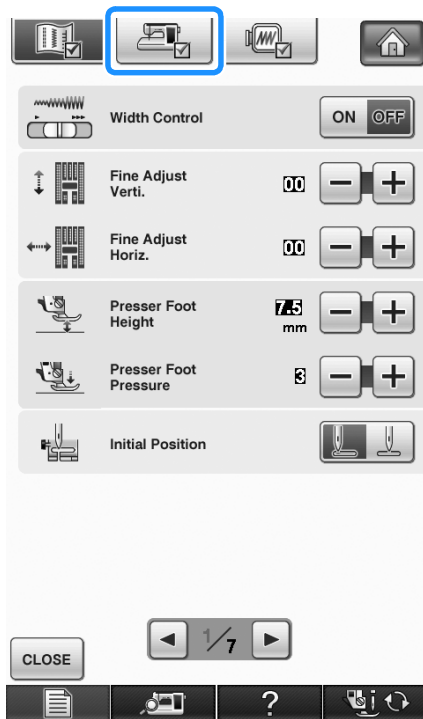 Width Control
ON OFF
Fine Adjust
Verti.
00
Fine Adjust
Horiz.
00
Presser Foot
Height
7.5
mm
Presser Foot
Pressure
3
Initial Position
1/7
CLOSE
?